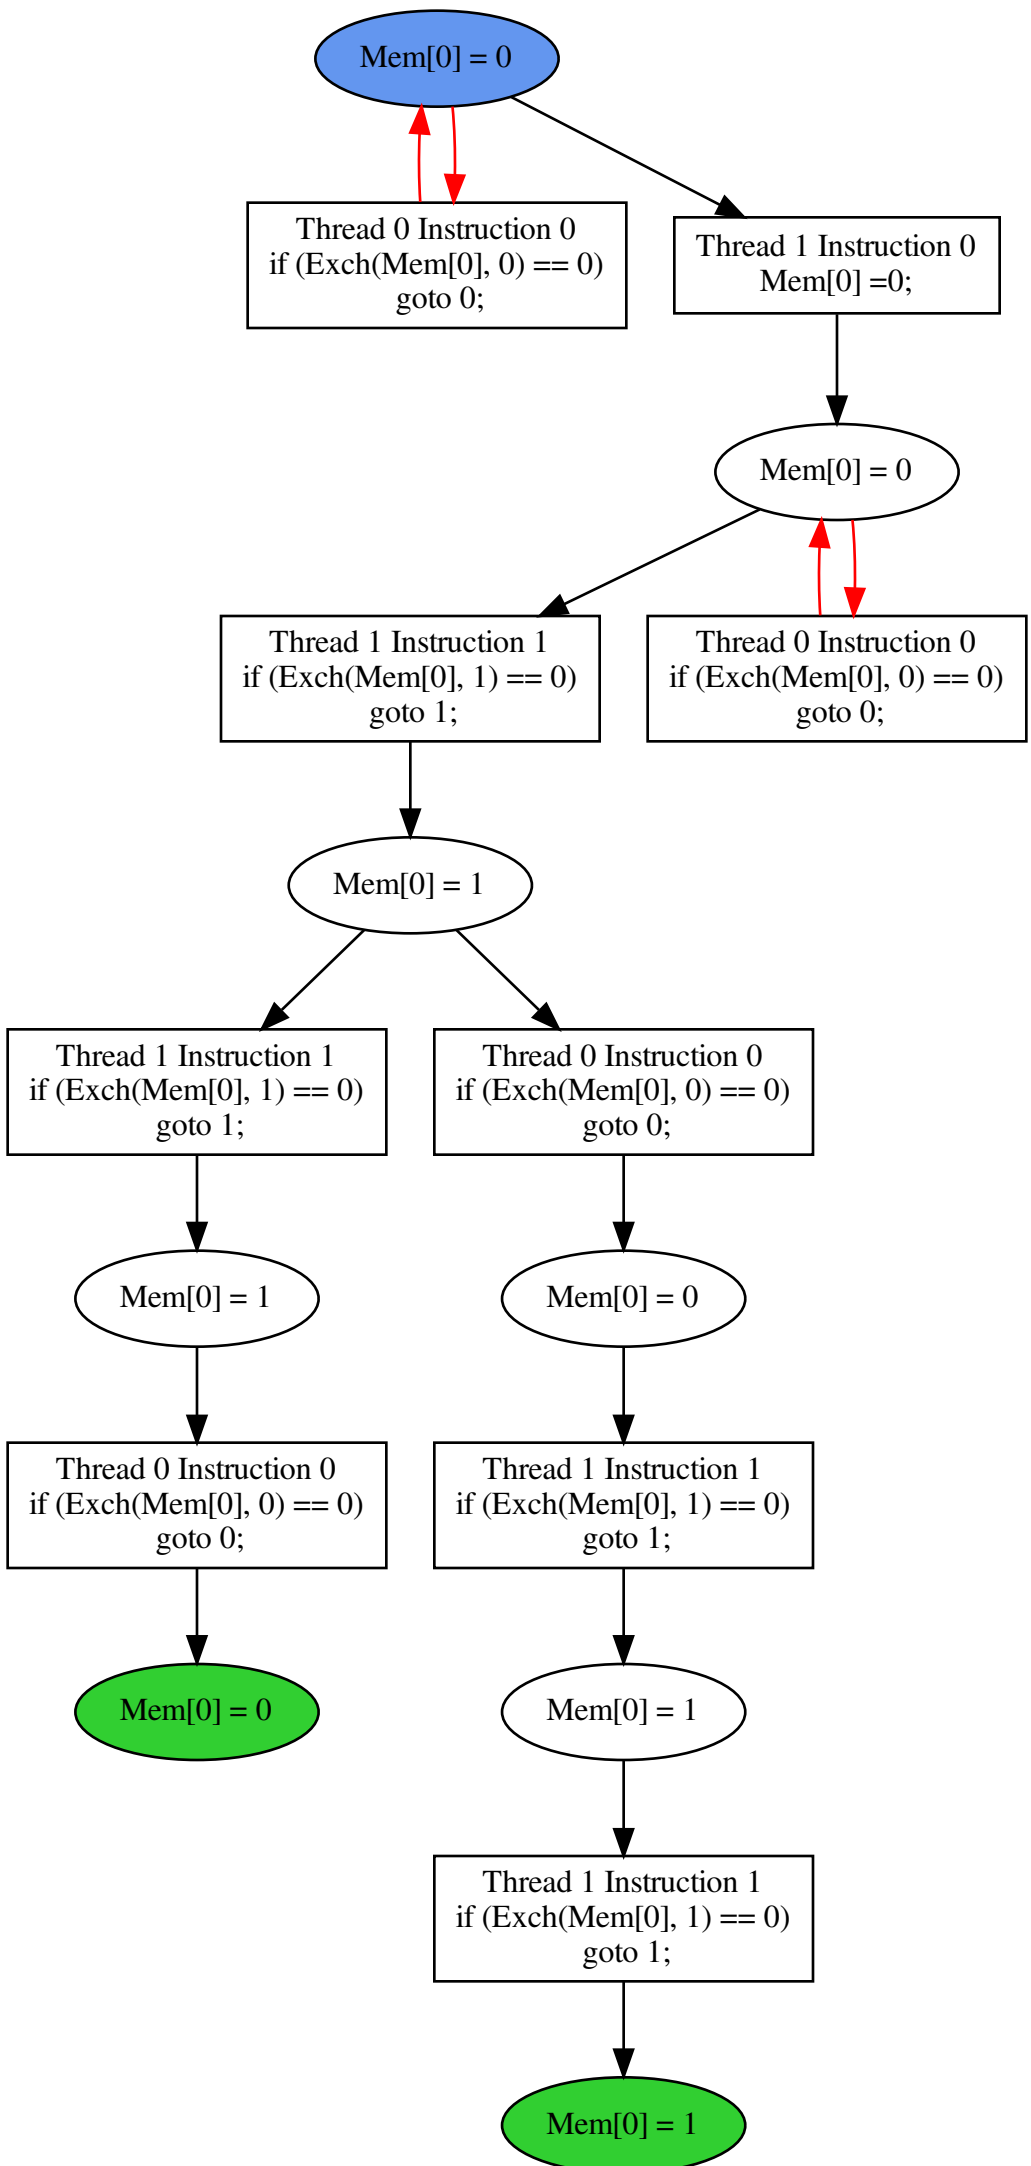 Mem[0] = 0
Thread 0 Instruction 0
if (Exch(Mem[0], 0) == 0)
goto 0;
Thread 1 Instruction 0
Mem[0] =0;
Mem[0] = 0
Thread 1 Instruction 1
if (Exch(Mem[0], 1) == 0)
goto 1;
Thread 0 Instruction 0
if (Exch(Mem[0], 0) == 0)
goto 0;
Mem[0] = 1
Thread 1 Instruction 1
if (Exch(Mem[0], 1) == 0)
goto 1;
Thread 0 Instruction 0
if (Exch(Mem[0], 0) == 0)
goto 0;
Mem[0] = 1
Mem[0] = 0
Thread 0 Instruction 0
if (Exch(Mem[0], 0) == 0)
goto 0;
Thread 1 Instruction 1
if (Exch(Mem[0], 1) == 0)
goto 1;
Mem[0] = 0
Mem[0] = 1
Thread 1 Instruction 1
if (Exch(Mem[0], 1) == 0)
goto 1;
Mem[0] = 1